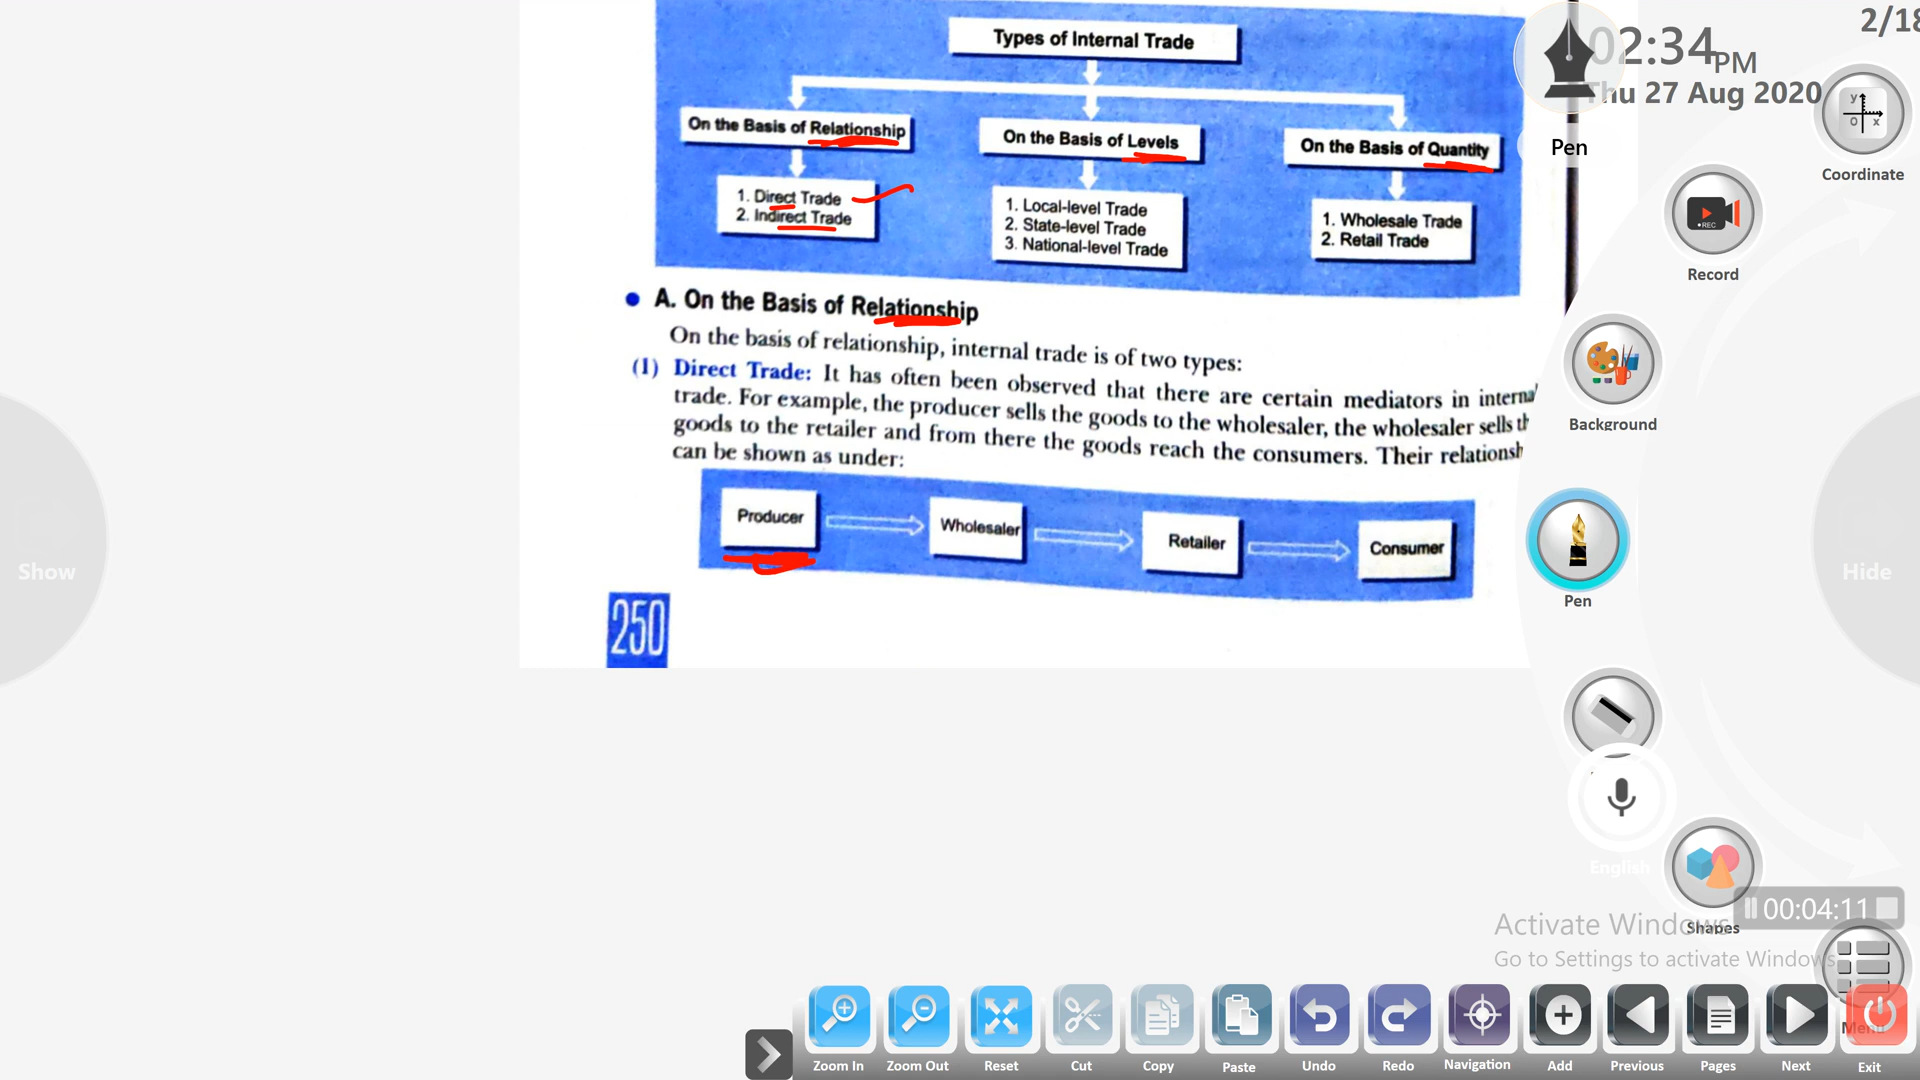 Types of Internal Trade
On the Basis of Relationship
On the Basis of Levels
On the Basis of Quantity
1. Direct Trade
2. Indirect Trade
1. Local-level Trade
2. State-level Trade
3. National-level Trade
1. Wholesale Trade
2. Retail Trade
A. On the Basis of Relationship
On the basis of relationship, internal trade is of two types:
(1) Direct Trade: It has often been observed that there are certain mediators in interna
trade. For example, the producer sells the goods to the wholesaler, the wholesaler sells th
goods to the retailer and from there the goods reach the consumers. Their relationsh
can be shown as under:
Producer
Wholesaler
Retailer
Consumer
250
02:34 PM
Thu 27 Aug 2020
2/18
Pen
Coordinate
Record
Background
Pen
Show
Hide
English
Shapes
00:04:11
Activate Windows
Go to Settings to activate Windows
Menu
Zoom In
Zoom Out
Reset
Cut
Copy
Paste
Undo
Redo
Navigation
Add
Previous
Pages
Next
Exit